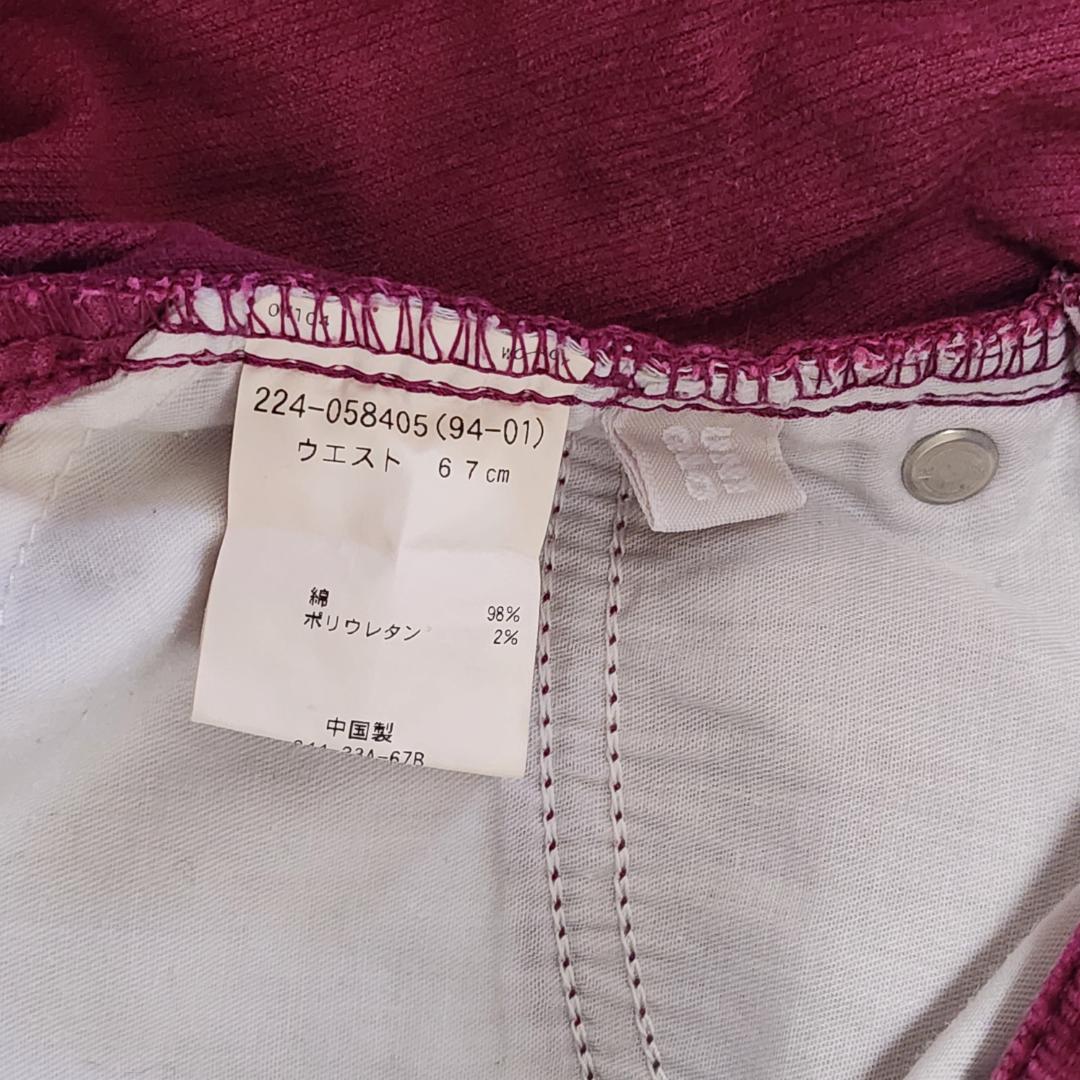 224-058405(94-01)
ウエスト 67cm
綿 98%
ポリウレタン 2%
中国製